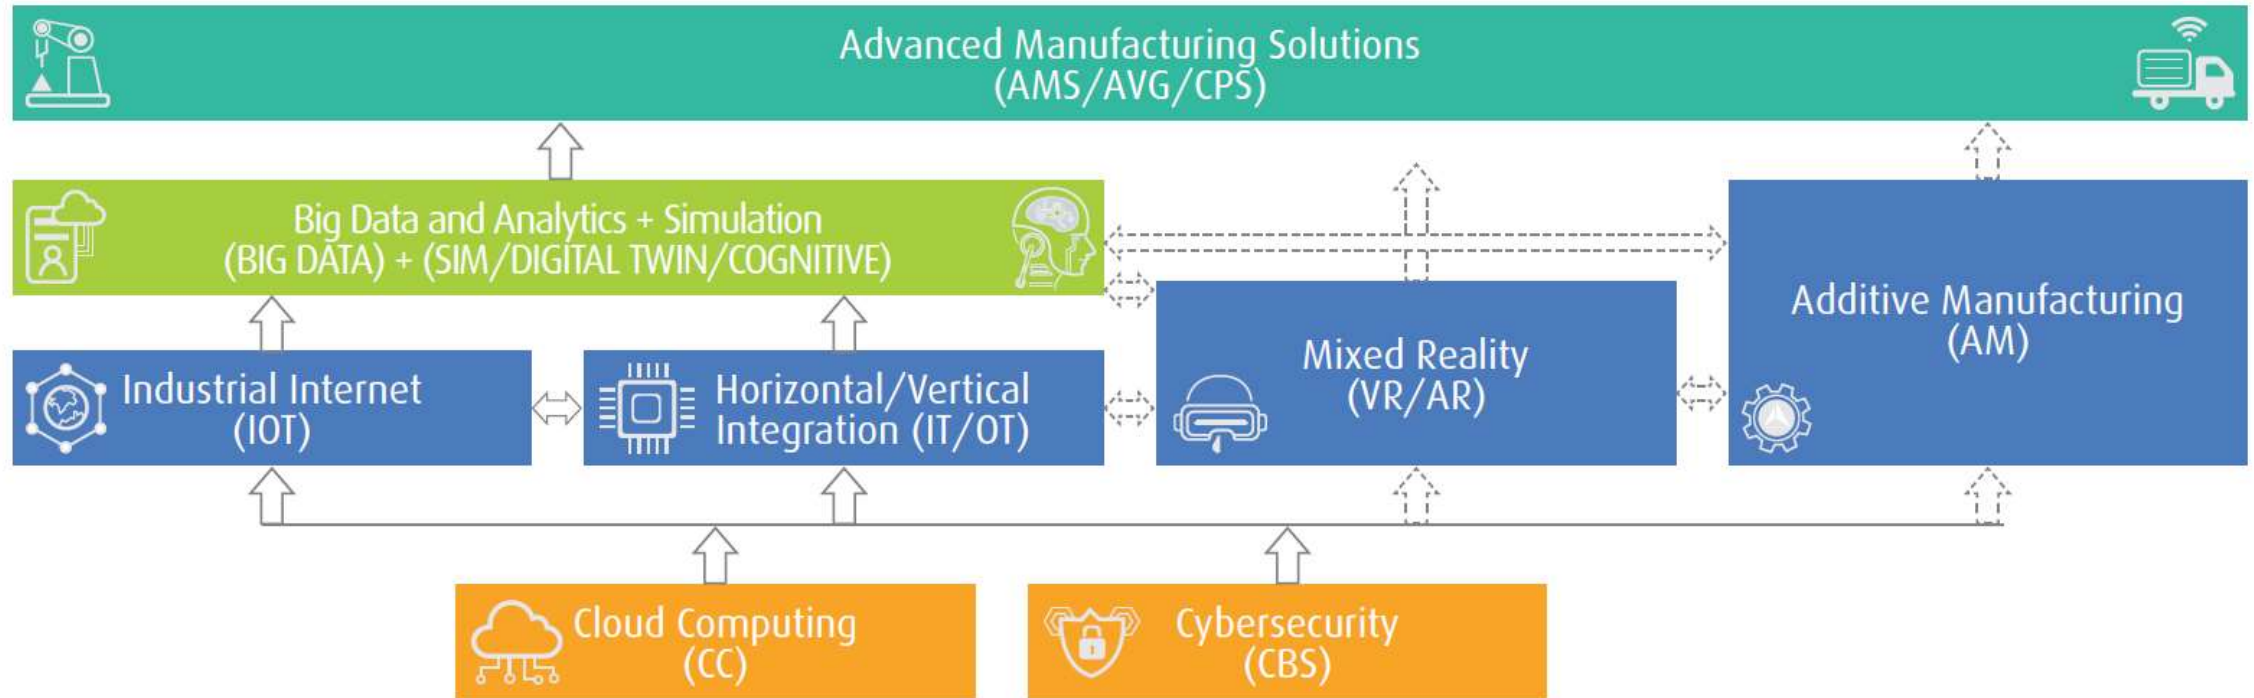 Advanced Manufacturing Solutions
(AMS/AVG/CPS)
Big Data and Analytics + Simulation
(BIG DATA) + (SIM/DIGITAL TWIN/COGNITIVE)
Industrial Internet
(IOT)
Horizontal/Vertical
Integration (IT/OT)
Mixed Reality
(VR/AR)
Additive Manufacturing
(AM)
Cloud Computing
(CC)
Cybersecurity
(CBS)